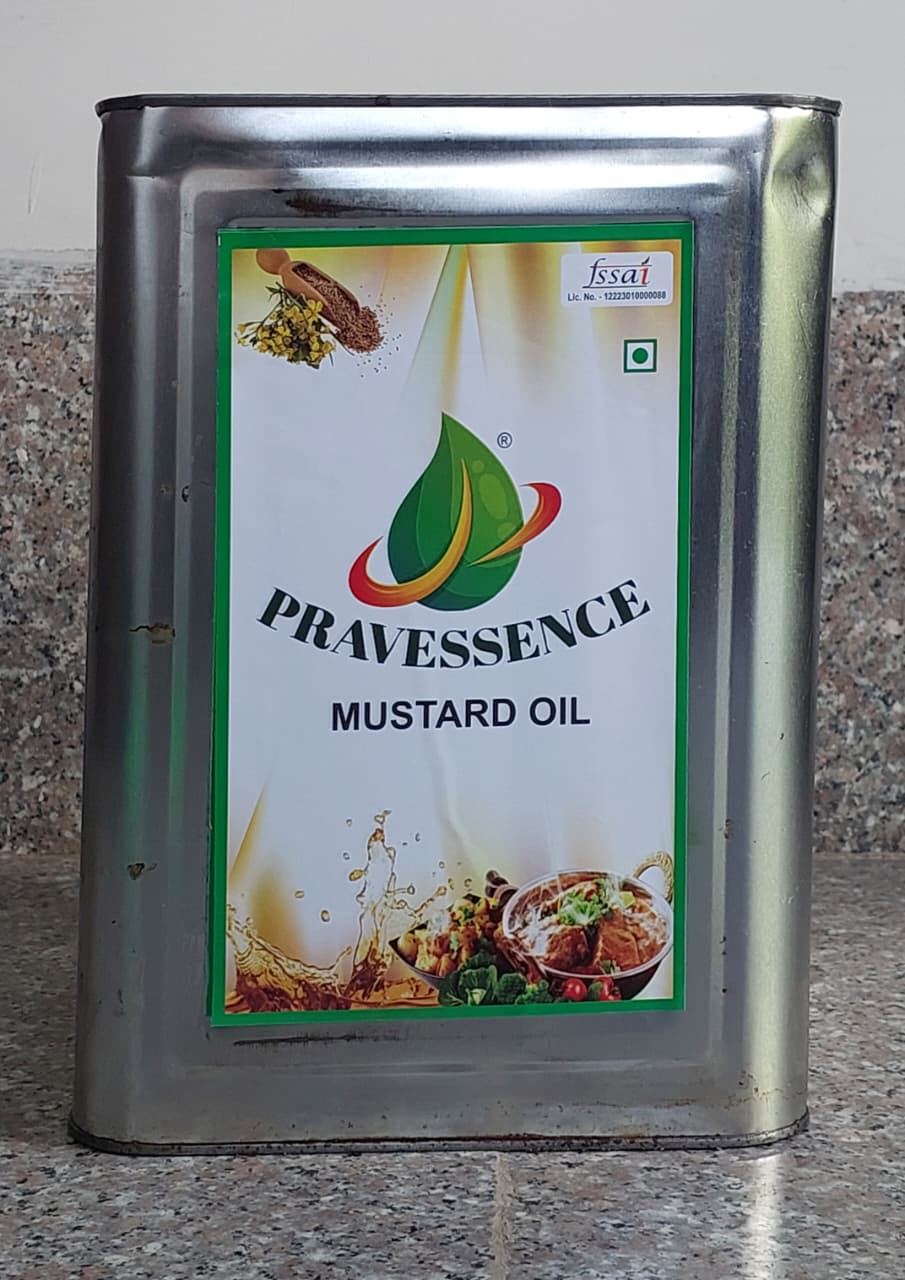 fssai
Lic. No. - 12223010000088
®
PRAVESSENCE
MUSTARD OIL